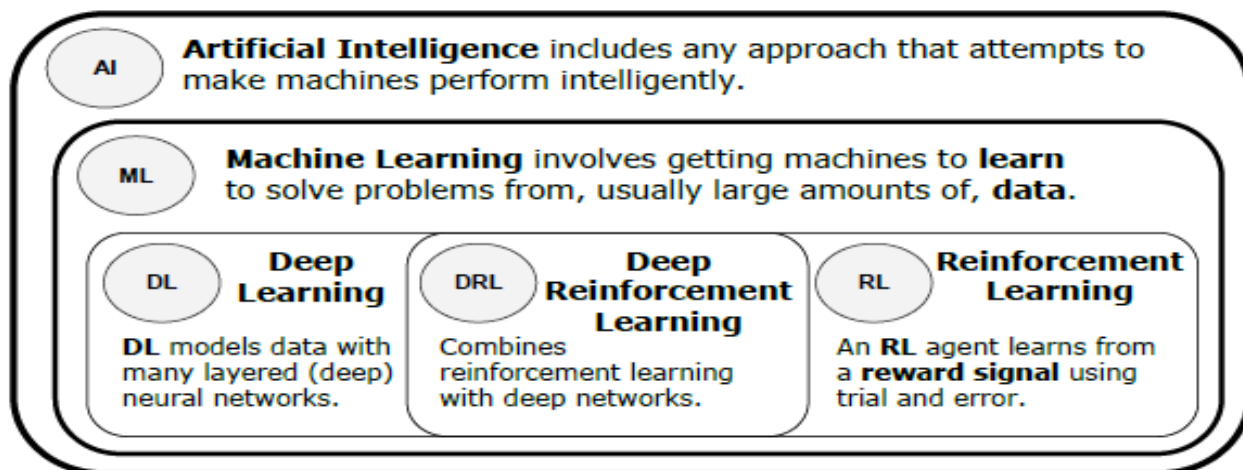 AI
Artificial Intelligence includes any approach that attempts to
make machines perform intelligently.
ML
Machine Learning involves getting machines to learn
to solve problems from, usually large amounts of, data.
DL
Deep
Learning
DL models data with
many layered (deep)
neural networks.
DRL
Deep
Reinforcement
Learning
Combines
reinforcement learning
with deep networks.
RL
Reinforcement
Learning
An RL agent learns from
a reward signal using
trial and error.